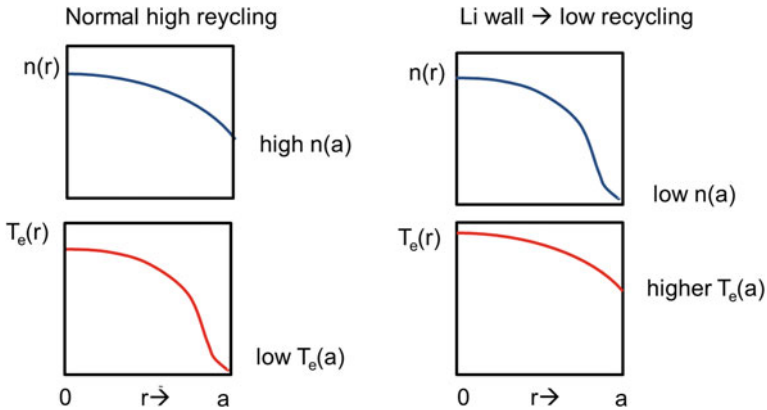 Normal high reycling
n(r)
high n(a)
Te(r)
low Te(a)
0 r→ a
Li wall → low recycling
n(r)
low n(a)
Te(r)
higher Te(a)
0 r→ a